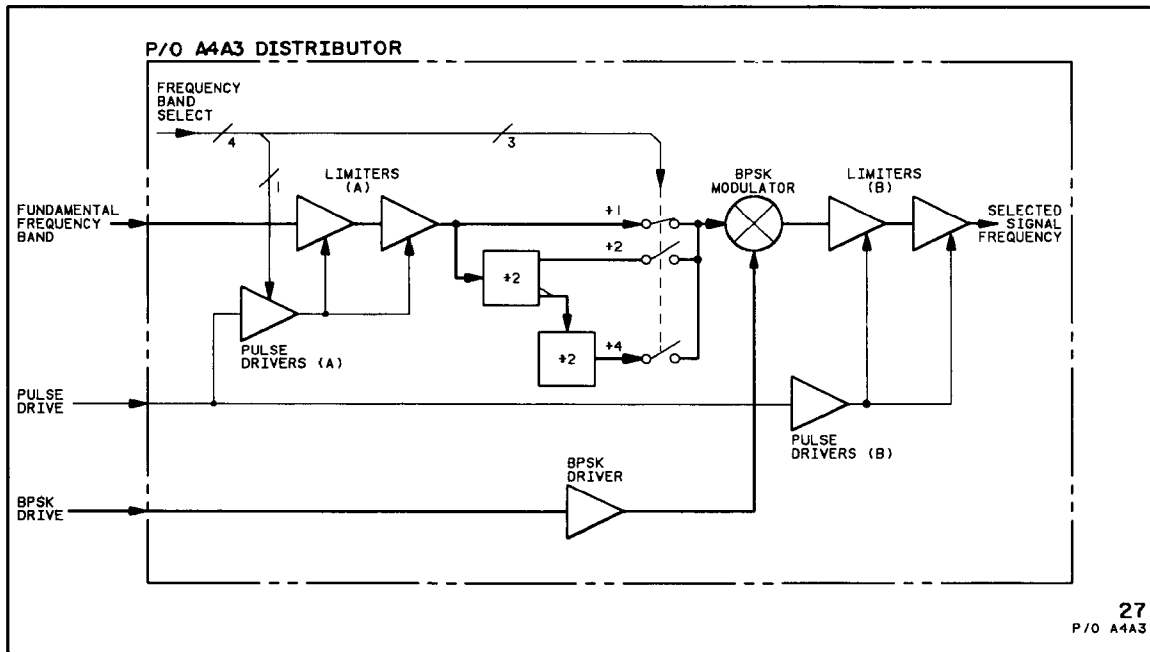 P/O A4A3 DISTRIBUTOR
FREQUENCY
BAND
SELECT
4
3
1
LIMITERS
(A)
BPSK
MODULATOR
LIMITERS
(B)
FUNDAMENTAL
FREQUENCY
BAND
÷1
SELECTED
SIGNAL
FREQUENCY
÷2
÷2
÷4
÷2
PULSE
DRIVERS (A)
PULSE
DRIVE
PULSE
DRIVERS (B)
BPSK
DRIVER
BPSK
DRIVE
27
P/O A4A3